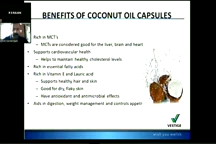 BENEFITS OF COCONUT OIL CAPSULES
• Rich in MCT's
– MCTs are considered good for the liver, brain and heart
• Supports cardiovascular health
– Helps to maintain healthy cholesterol levels
• Rich in essential fatty acids
• Rich in Vitamin E and Lauric acid
– Supports healthy hair and skin
– Good for dry, flaky skin
– Have antioxidant and antimicrobial effects
• Aids in digestion, weight management and controls appetite
VESTIGE